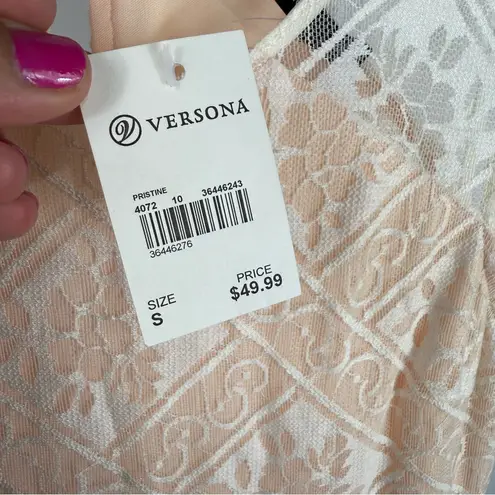 VERSONA
PRISTINE
4072 10 36446243
36446276
SIZE
S
PRICE
$49.99